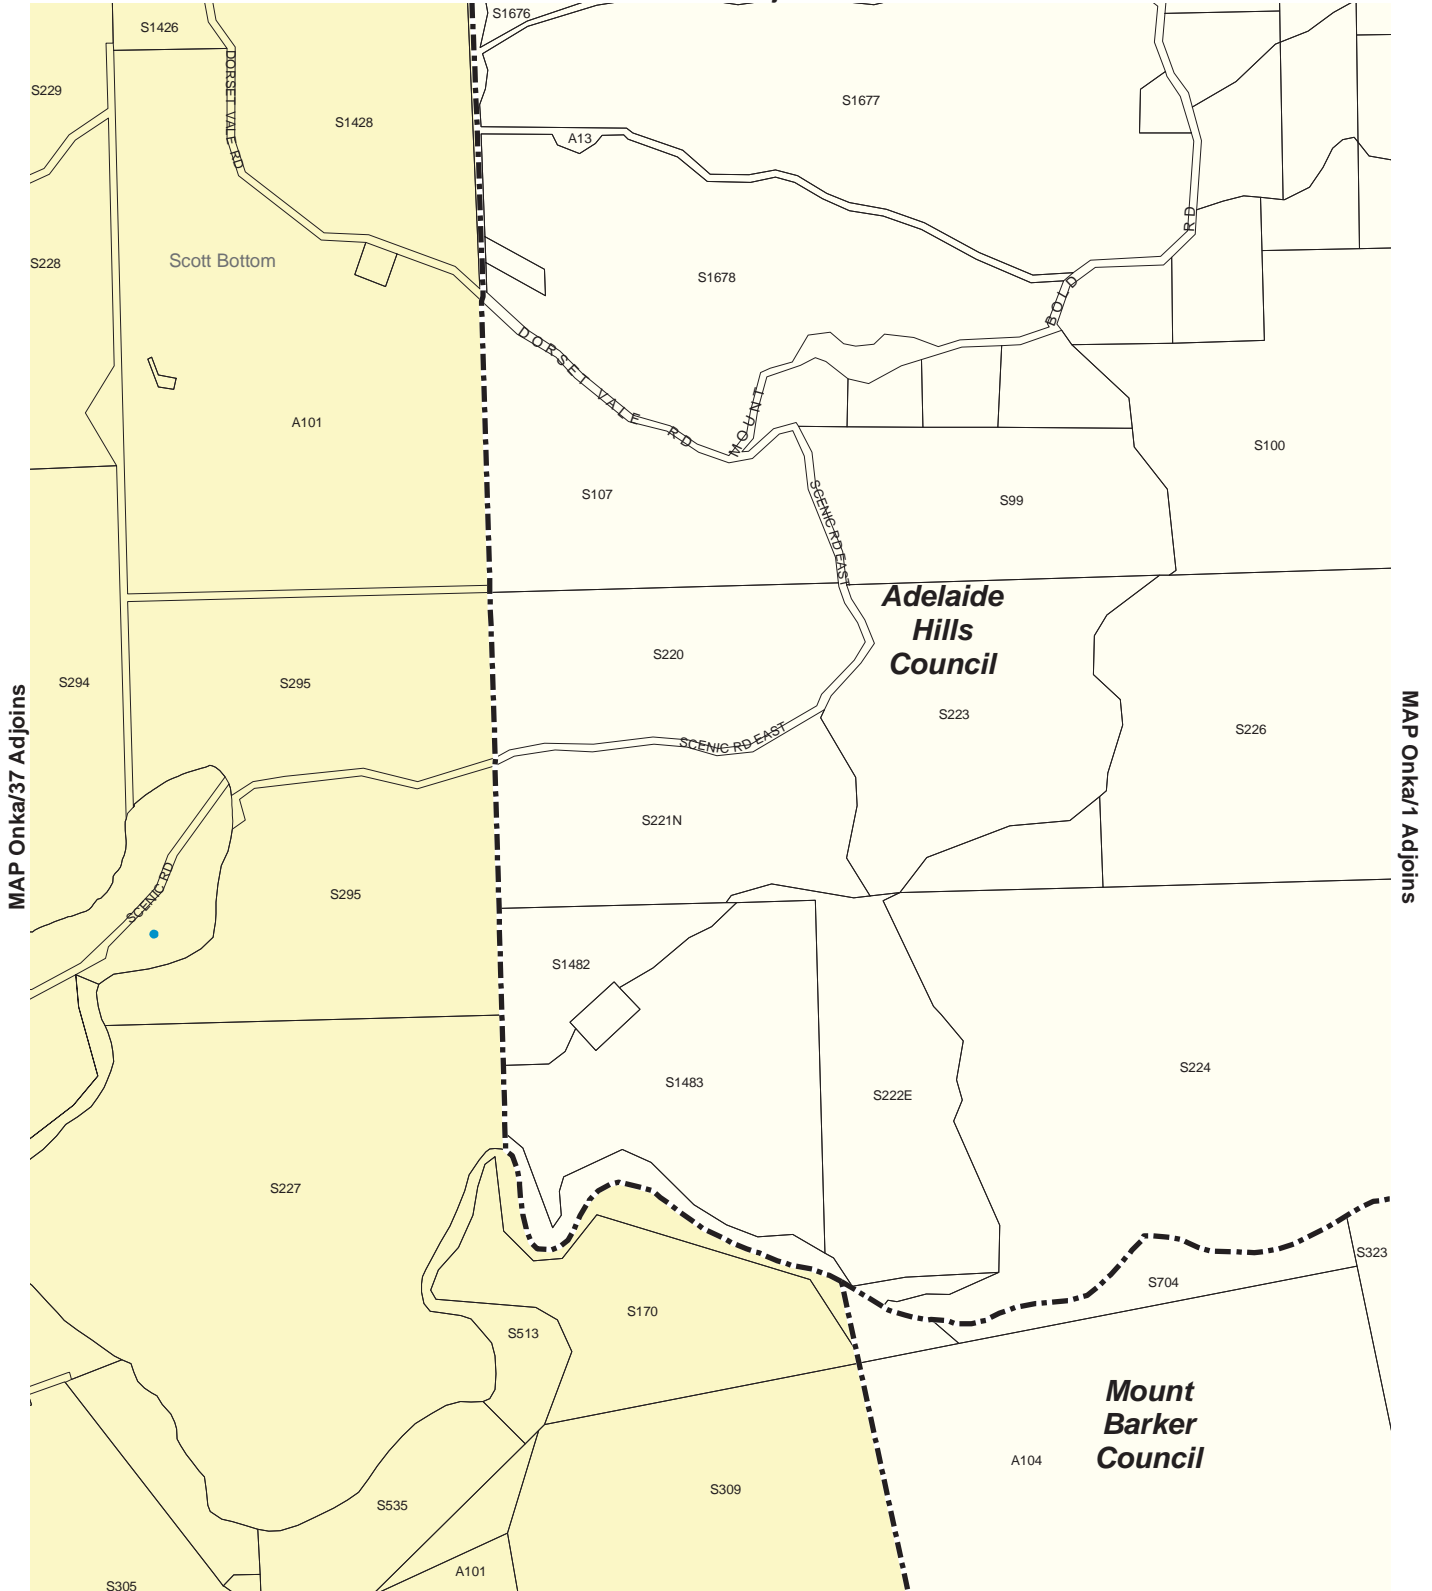 S1426
S1676
S229
DORSET VALE RD
S1428
S1677
A13
RD
S228
Scott Bottom
S1678
BOLD
DORSET VALE RD
MOUNT
A101
S100
S107
SCENIC RD EAST
S99
Adelaide
Hills
Council
S220
S294
S295
SCENIC RD EAST
S223
S226
MAP Onka/37 Adjoins
MAP Onka/1 Adjoins
S221N
SCENIC RD
S295
S1482
S1483
S222E
S224
S227
S323
S704
S170
S513
Mount
Barker
Council
A104
S309
S535
A101
S305